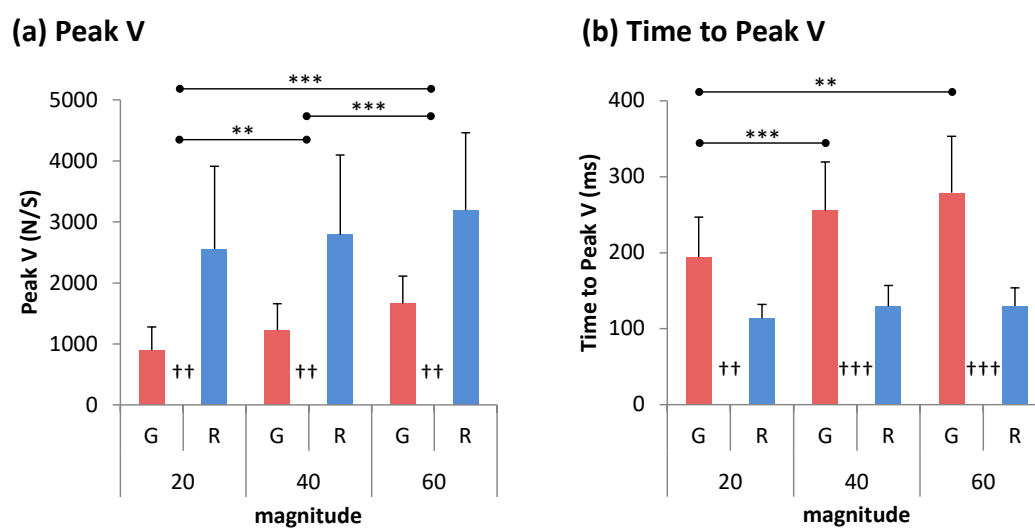 (a) Peak V
***
***
**
5000
4000
3000
2000
1000
0
Peak V (N/S)
†† †† ††
G R G R G R
20 40 60
magnitude
(b) Time to Peak V
**
***
400
300
200
100
0
Time to Peak V (ms)
†† ††† †††
G R G R G R
20 40 60
magnitude